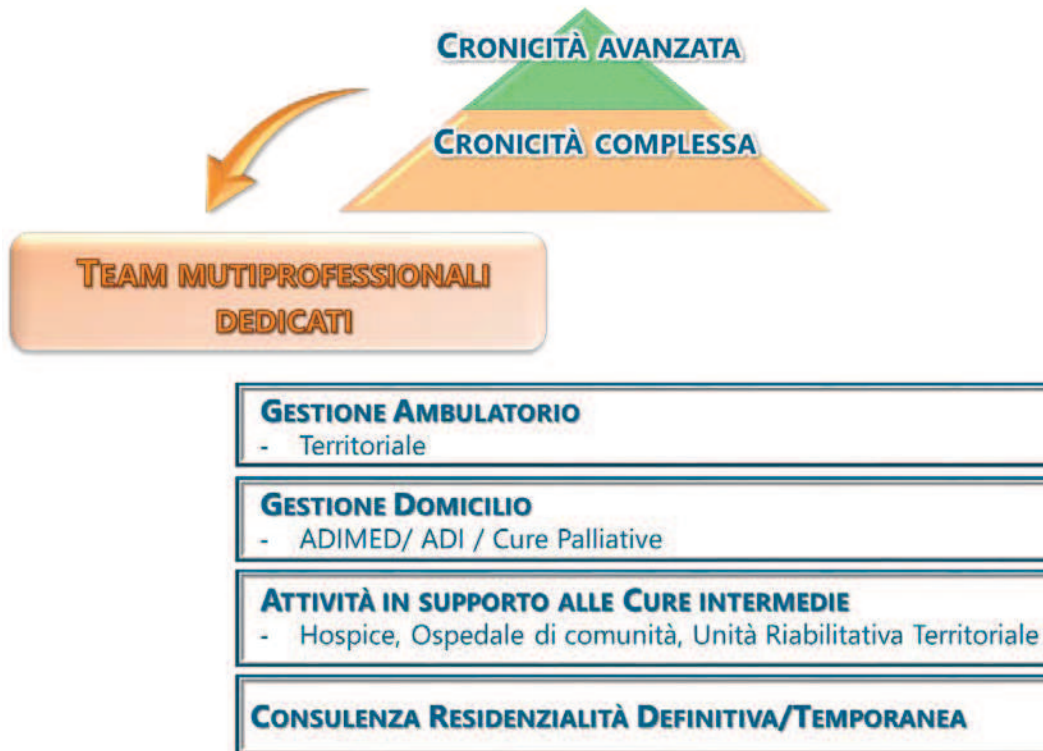 CRONICITÀ AVANZATA
CRONICITÀ COMPLESSA
TEAM MUTIPROFESSIONALI
DEDICATI
GESTIONE AMBULATORIO
- Territoriale
GESTIONE DOMICILIO
- ADIMED/ ADI / Cure Palliative
ATTIVITÀ IN SUPPORTO ALLE CURE INTERMEDIE
- Hospice, Ospedale di comunità, Unità Riabilitativa Territoriale
CONSULENZA RESIDENZIALITÀ DEFINITIVA/TEMPORANEA